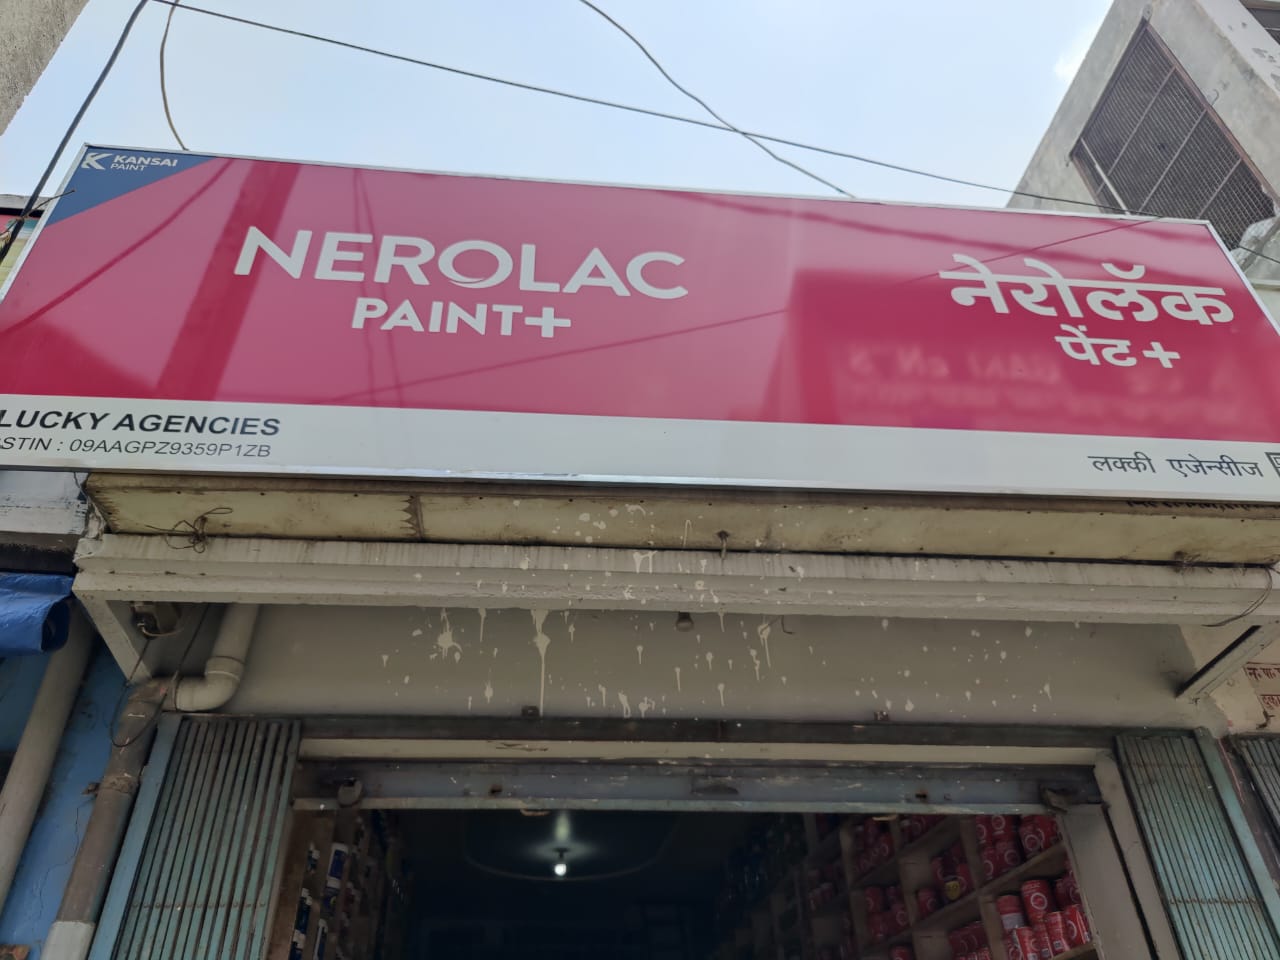 KANSAI
PAINT
NEROLAC
PAINT+
नेरोलॅक
पेंट+
LUCKY AGENCIES
STIN : 09AAGPZ9359P1ZB
लक्की एजेन्सीज